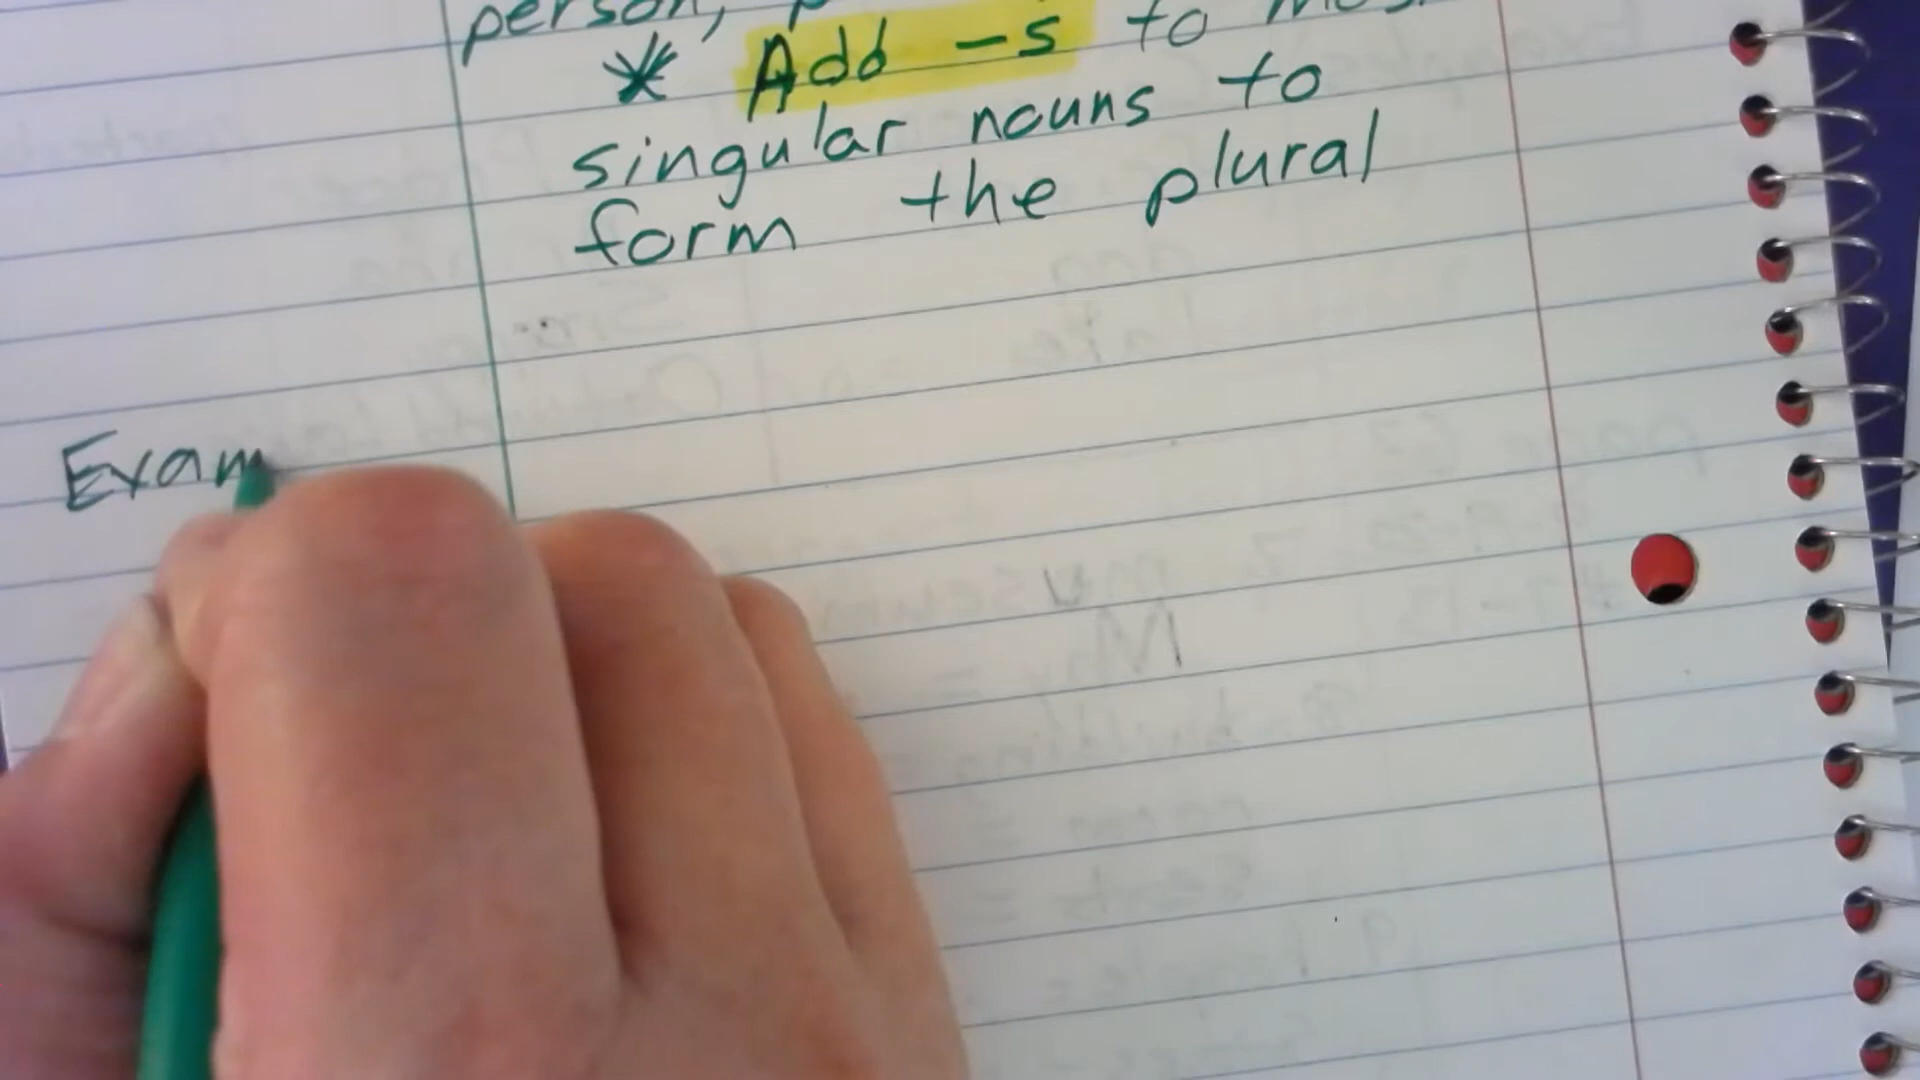 person,
* Add -s to
singular nouns to
form the plural
Exam